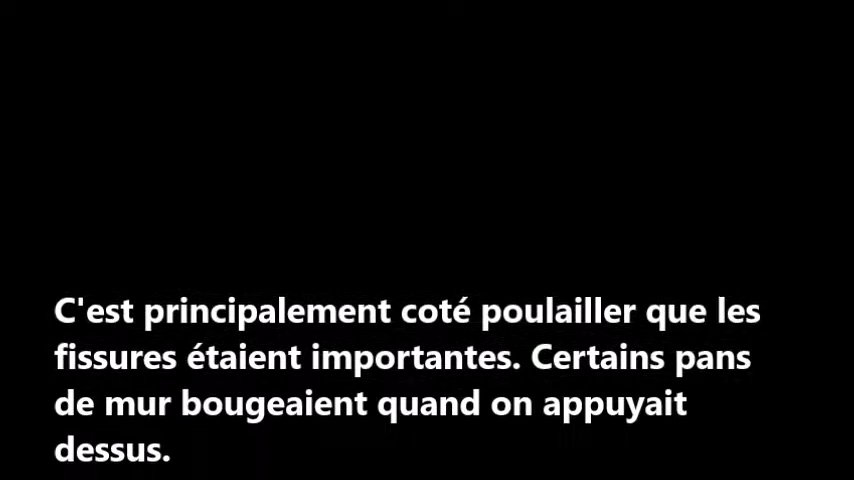 C'est principalement coté poulailler que les
fissures étaient importantes. Certains pans
de mur bougeaient quand on appuyait
dessus.